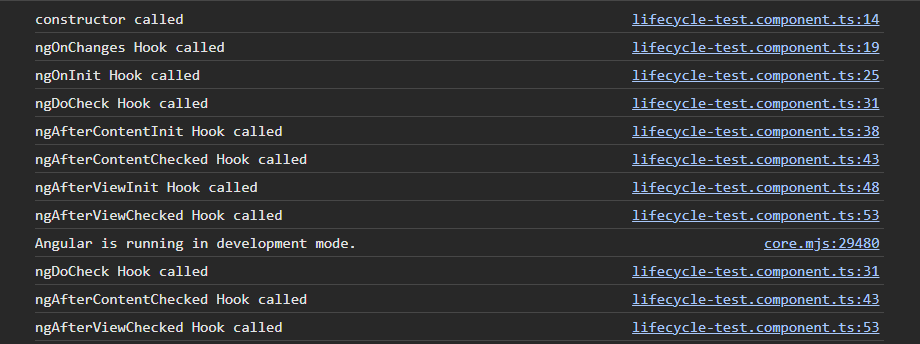 constructor called lifecycle-test.component.ts:14
ngOnChanges Hook called lifecycle-test.component.ts:19
ngOnInit Hook called lifecycle-test.component.ts:25
ngDoCheck Hook called lifecycle-test.component.ts:31
ngAfterContentInit Hook called lifecycle-test.component.ts:38
ngAfterContentChecked Hook called lifecycle-test.component.ts:43
ngAfterViewInit Hook called lifecycle-test.component.ts:48
ngAfterViewChecked Hook called lifecycle-test.component.ts:53
Angular is running in development mode. core.mjs:29480
ngDoCheck Hook called lifecycle-test.component.ts:31
ngAfterContentChecked Hook called lifecycle-test.component.ts:43
ngAfterViewChecked Hook called lifecycle-test.component.ts:53